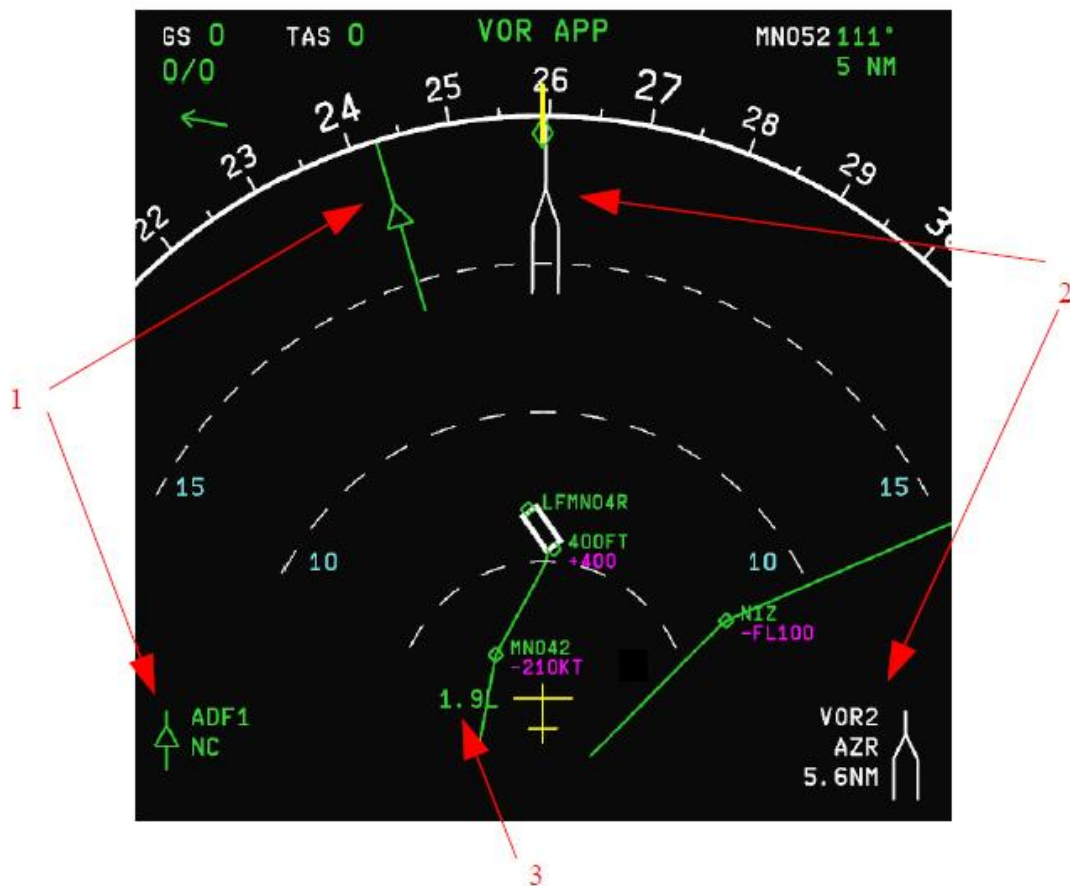 GS 0 TAS 0 VOR APP MN052 111°
0/0 5 NM
22 23 24 25 26 27 28 29
1
2
15 15
LFMN04R
400FT
+400
10 10
NIZ
-FL100
MN042
-210KT
1.9L
ADF1
NC
VOR2
AZR
5.6NM
3